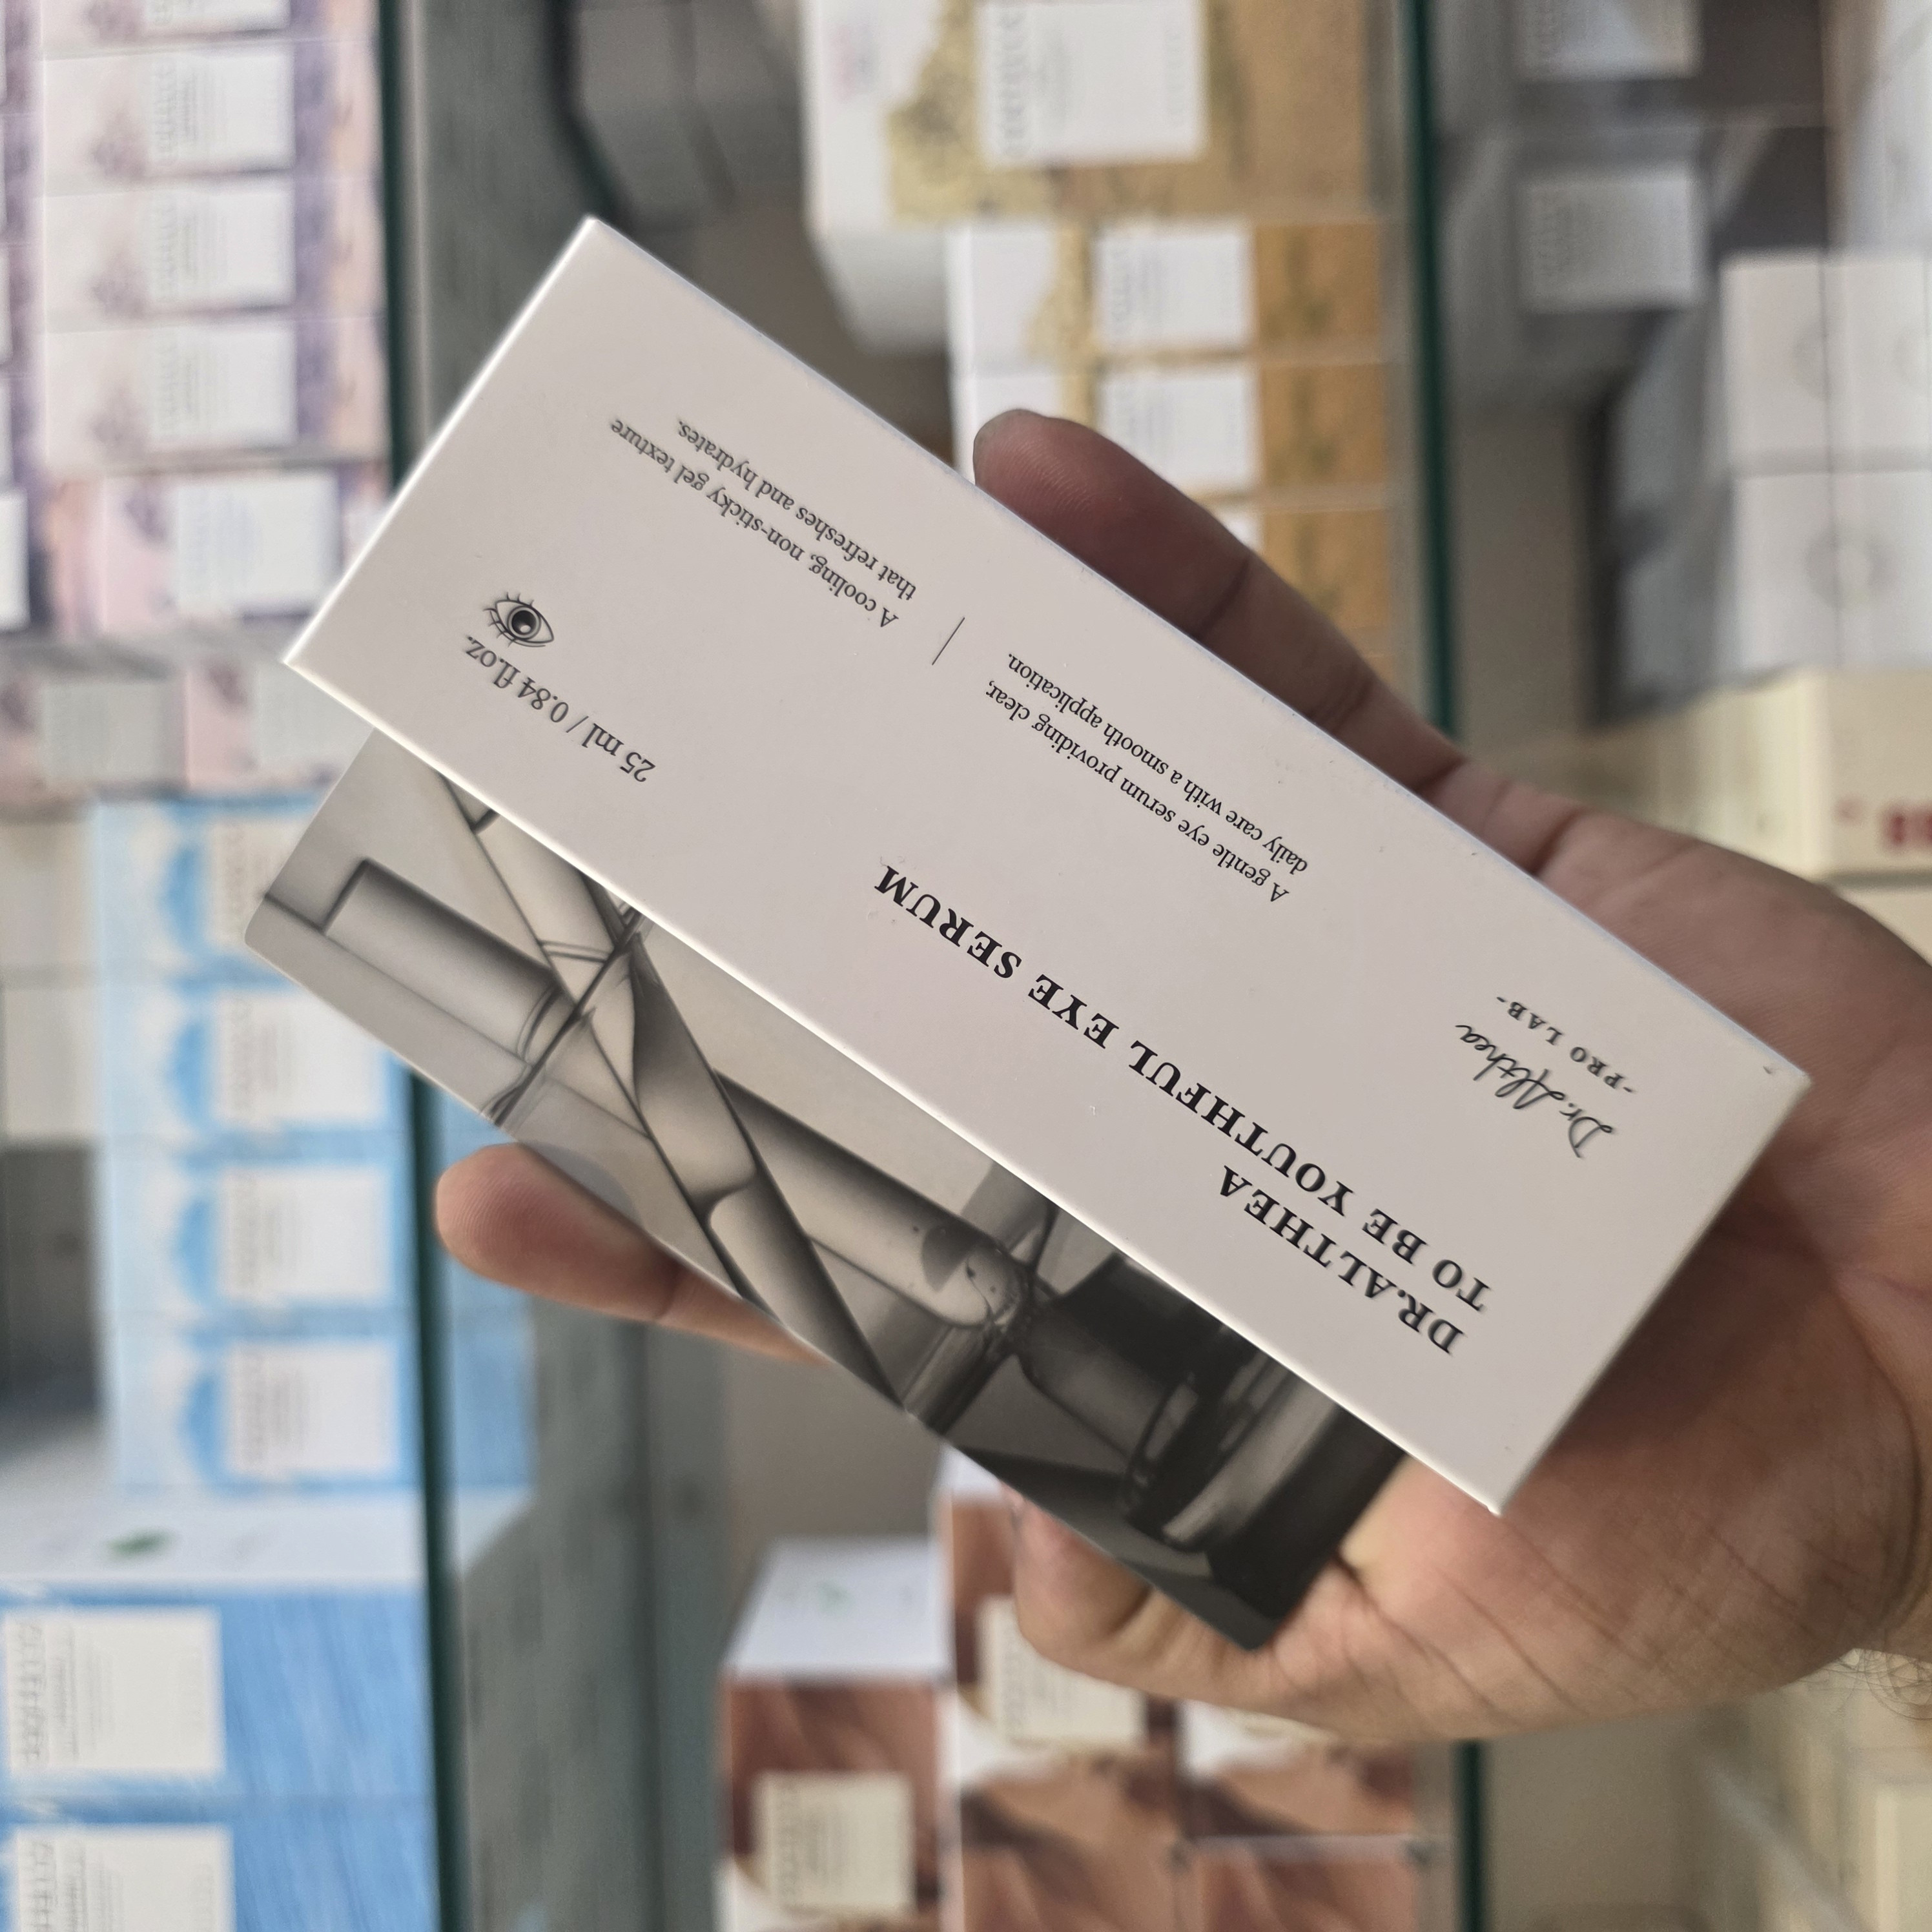 Dr.Althea
-PRO LAB-
DR.ALTHEA
TO BE YOUTHFUL EYE SERUM
A gentle eye serum providing clear,
daily care with a smooth application.
A cooling, non-sticky gel texture
that refreshes and hydrates.
25 ml / 0.84 fl.oz.